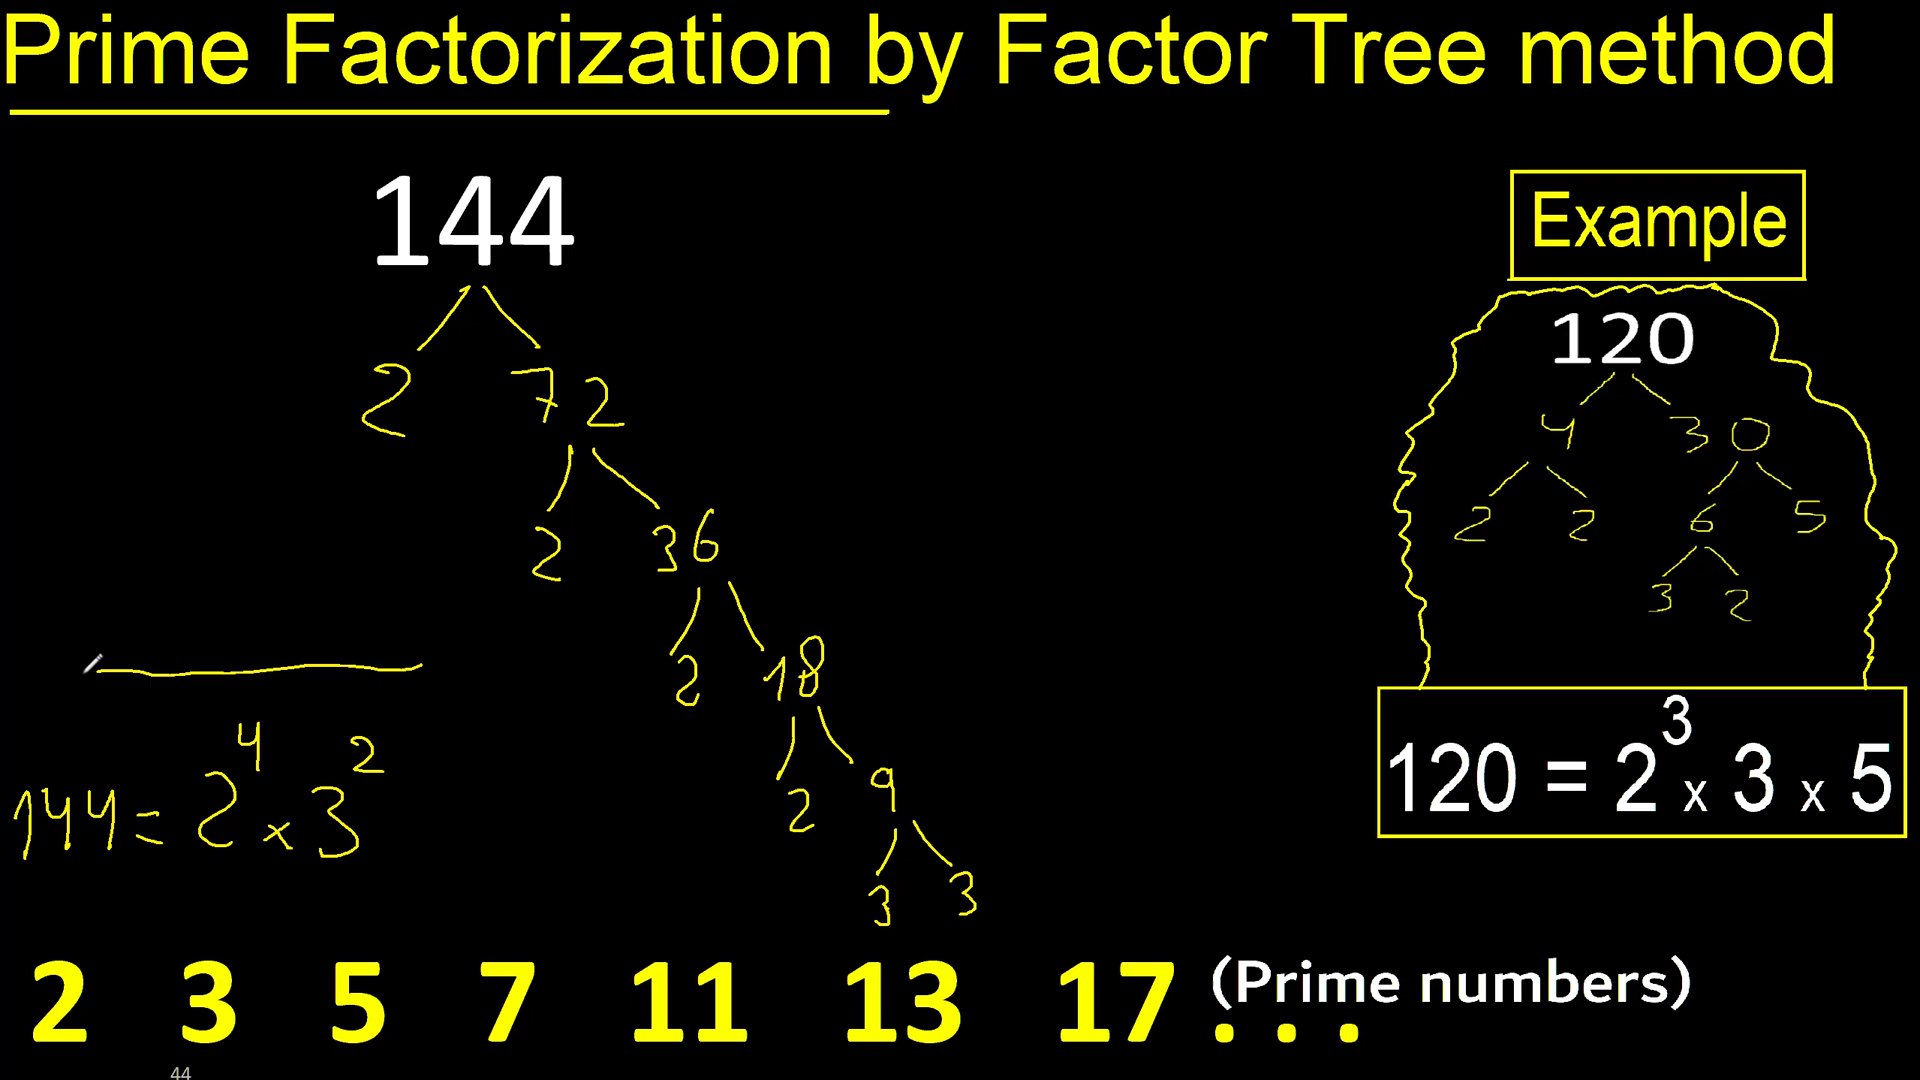 Prime Factorization by Factor Tree method
144
2 72
2 36
2 18
2 9
3 3
144 = 2^4 x 3^2
Example
120
4 30
2 2 6 5
3 2
120 = 2^3 x 3 x 5
2 3 5 7 11 13 17 . . . (Prime numbers)
44